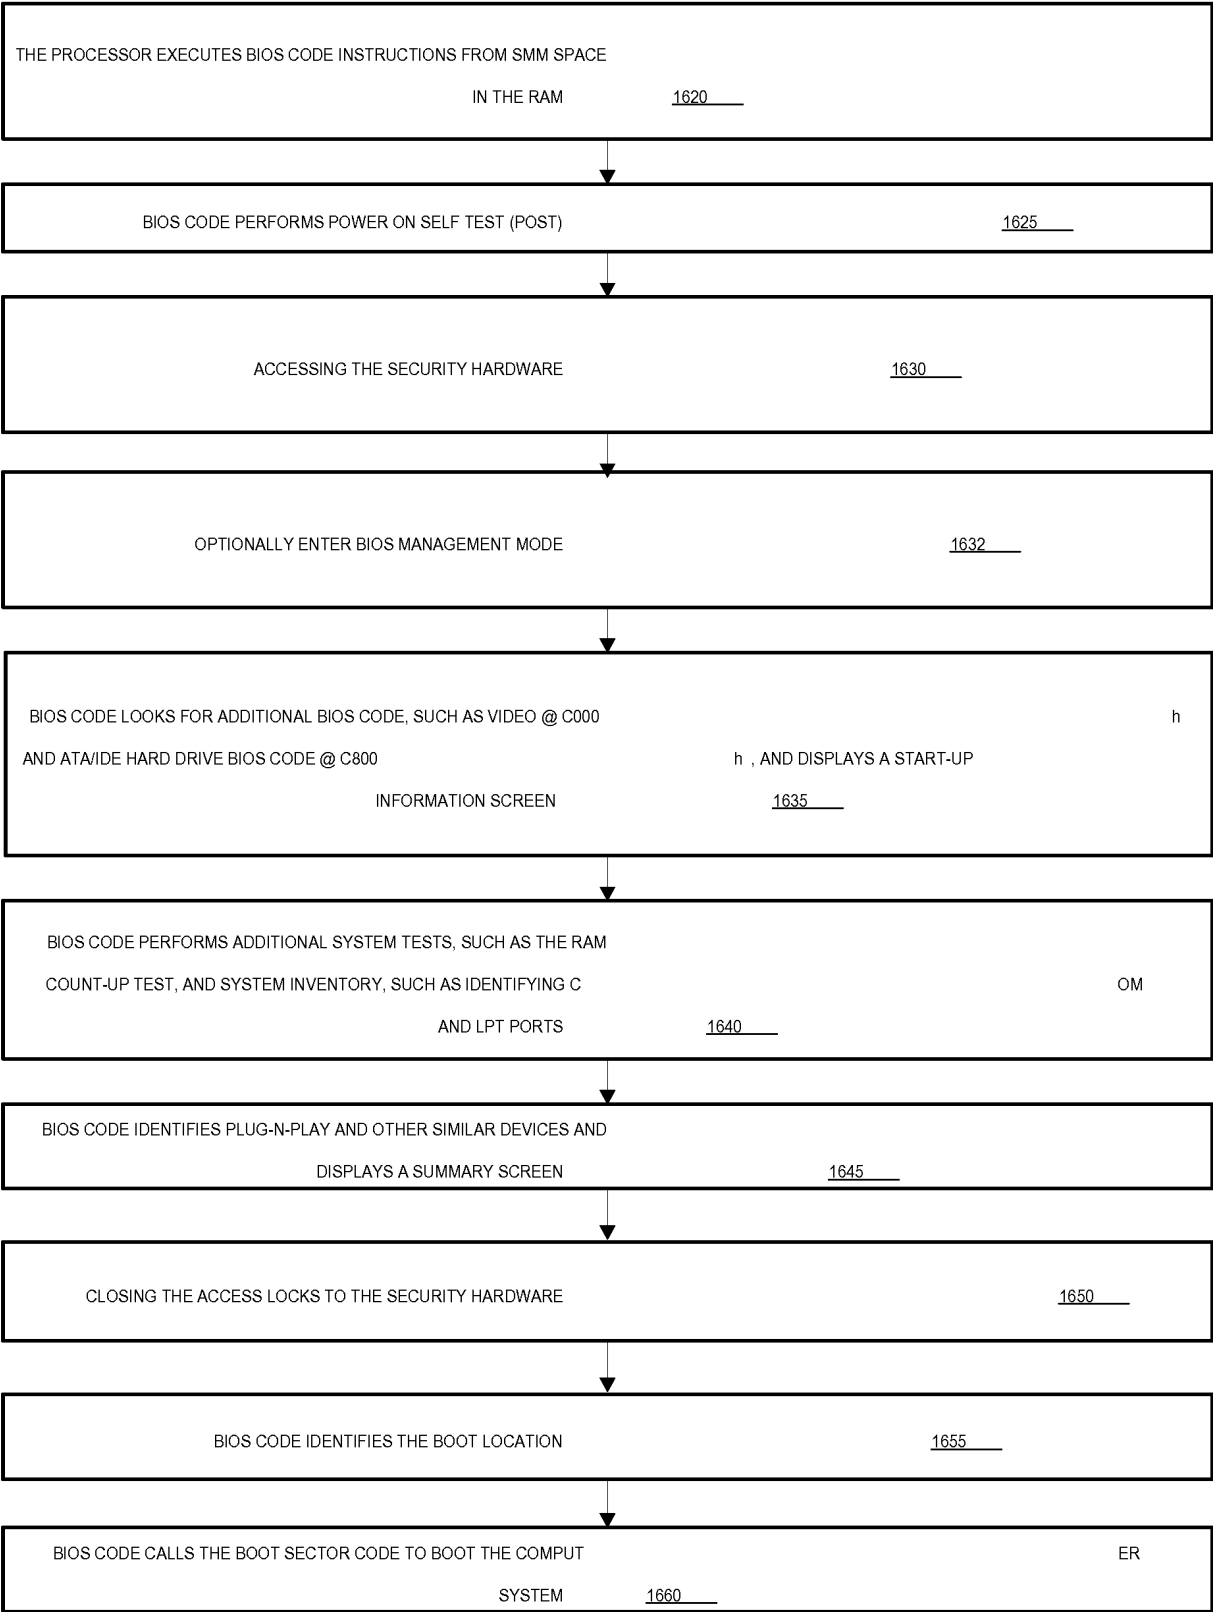 THE PROCESSOR EXECUTES BIOS CODE INSTRUCTIONS FROM SMM SPACE
IN THE RAM 1620
BIOS CODE PERFORMS POWER ON SELF TEST (POST) 1625
ACCESSING THE SECURITY HARDWARE 1630
OPTIONALLY ENTER BIOS MANAGEMENT MODE 1632
BIOS CODE LOOKS FOR ADDITIONAL BIOS CODE, SUCH AS VIDEO @ C000 h
AND ATA/IDE HARD DRIVE BIOS CODE @ C800 h , AND DISPLAYS A START-UP
INFORMATION SCREEN 1635
BIOS CODE PERFORMS ADDITIONAL SYSTEM TESTS, SUCH AS THE RAM
COUNT-UP TEST, AND SYSTEM INVENTORY, SUCH AS IDENTIFYING C OM
AND LPT PORTS 1640
BIOS CODE IDENTIFIES PLUG-N-PLAY AND OTHER SIMILAR DEVICES AND
DISPLAYS A SUMMARY SCREEN 1645
CLOSING THE ACCESS LOCKS TO THE SECURITY HARDWARE 1650
BIOS CODE IDENTIFIES THE BOOT LOCATION 1655
BIOS CODE CALLS THE BOOT SECTOR CODE TO BOOT THE COMPUT ER
SYSTEM 1660